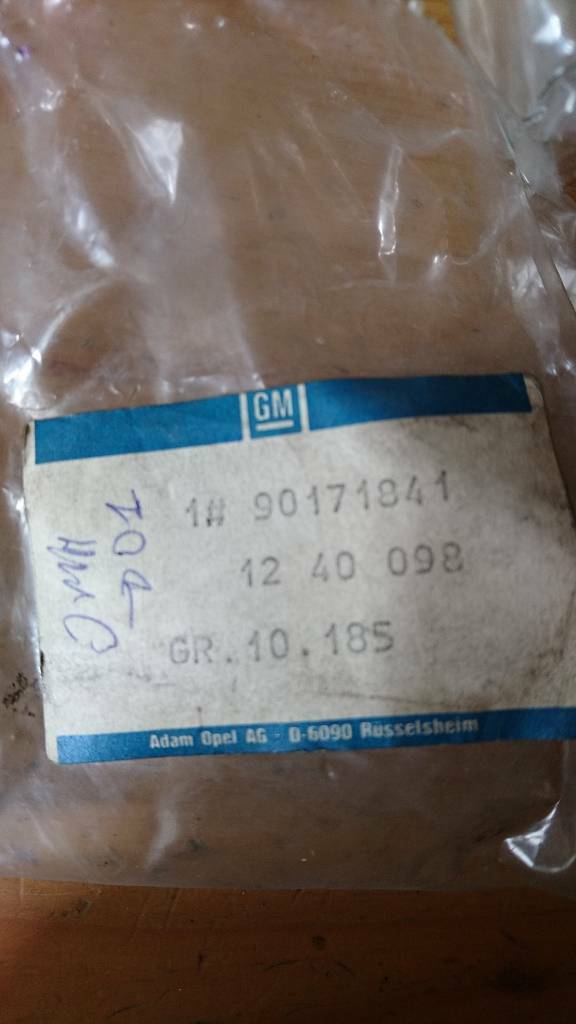 GM
1# 90171841
12 40 098
GR.10.185
Adam Opel AG - D-6090 Rüsselsheim